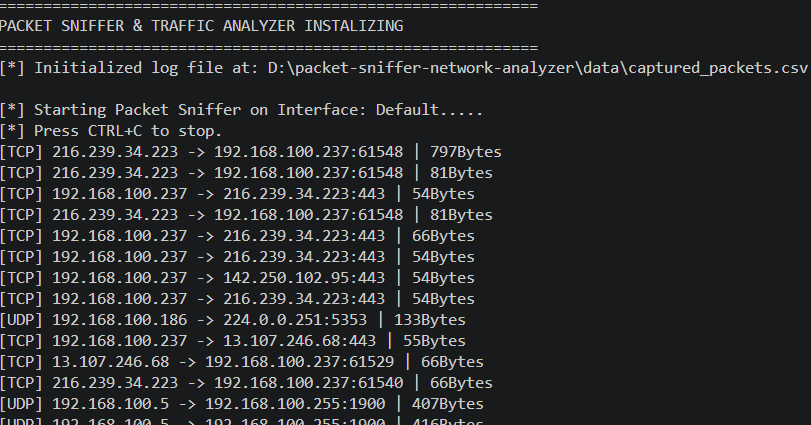 ============================================================
PACKET SNIFFER & TRAFFIC ANALYZER INSTALIZING
============================================================
[*] Iniitialized log file at: D:\packet-sniffer-network-analyzer\data\captured_packets.csv
[*] Starting Packet Sniffer on Interface: Default.....
[*] Press CTRL+C to stop.
[TCP] 216.239.34.223 -> 192.168.100.237:61548 | 797Bytes
[TCP] 216.239.34.223 -> 192.168.100.237:61548 | 81Bytes
[TCP] 192.168.100.237 -> 216.239.34.223:443 | 54Bytes
[TCP] 216.239.34.223 -> 192.168.100.237:61548 | 81Bytes
[TCP] 192.168.100.237 -> 216.239.34.223:443 | 66Bytes
[TCP] 192.168.100.237 -> 216.239.34.223:443 | 54Bytes
[TCP] 192.168.100.237 -> 142.250.102.95:443 | 54Bytes
[TCP] 192.168.100.237 -> 216.239.34.223:443 | 54Bytes
[UDP] 192.168.100.186 -> 224.0.0.251:5353 | 133Bytes
[TCP] 192.168.100.237 -> 13.107.246.68:443 | 55Bytes
[TCP] 13.107.246.68 -> 192.168.100.237:61529 | 66Bytes
[TCP] 216.239.34.223 -> 192.168.100.237:61540 | 66Bytes
[UDP] 192.168.100.5 -> 192.168.100.255:1900 | 407Bytes
[UDP] 192.168.100.5 -> 192.168.100.255:1900 | 416Bytes